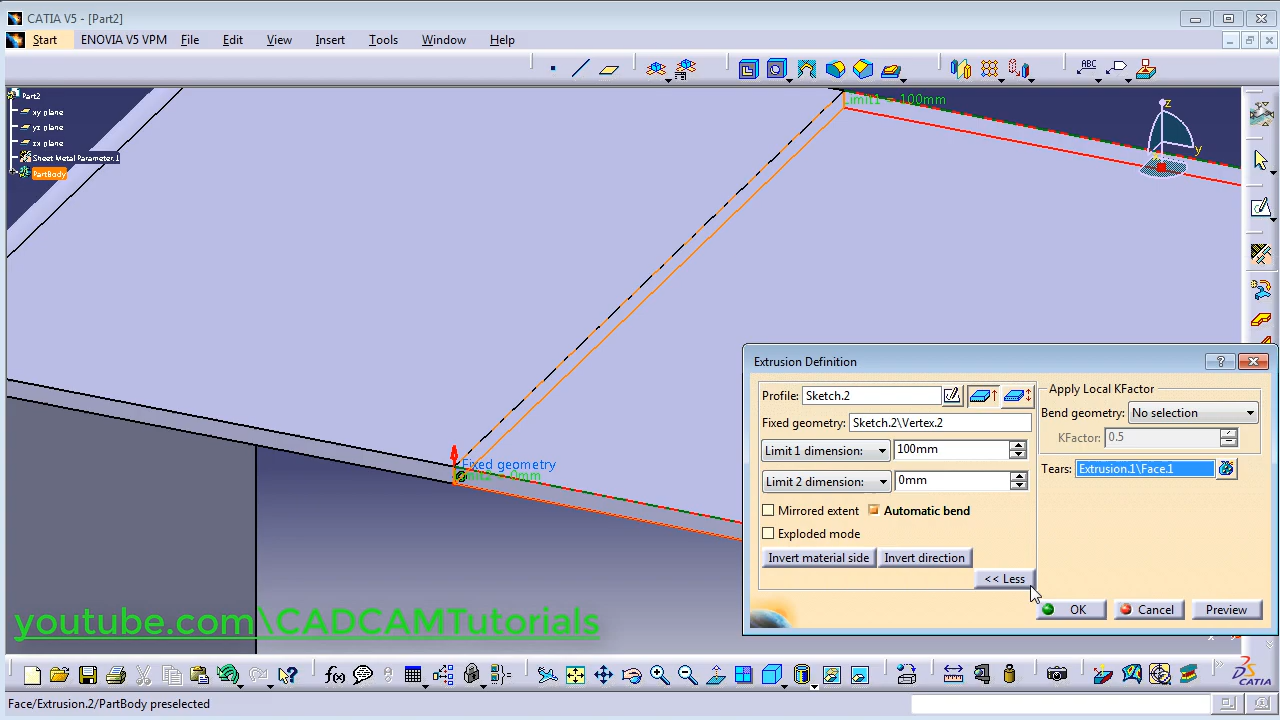 CATIA V5 - [Part2]
Start ENOVIA V5 VPM File Edit View Insert Tools Window Help
ABC
Part2
xy plane
yz plane
zx plane
Sheet Metal Parameter.1
PartBody
Limit1 = 100mm
z
y
Fixed geometry
Limit2 = 0mm
Extrusion Definition
Profile: Sketch.2
Fixed geometry: Sketch.2\Vertex.2
Limit 1 dimension: 100mm
Limit 2 dimension: 0mm
Mirrored extent Automatic bend
Exploded mode
Invert material side Invert direction
<< Less
Apply Local KFactor
Bend geometry: No selection
KFactor: 0.5
Tears: Extrusion.1\Face.1
OK Cancel Preview
youtube.com\CADCAMTutorials
f(x)
CATIA
Face/Extrusion.2/PartBody preselected